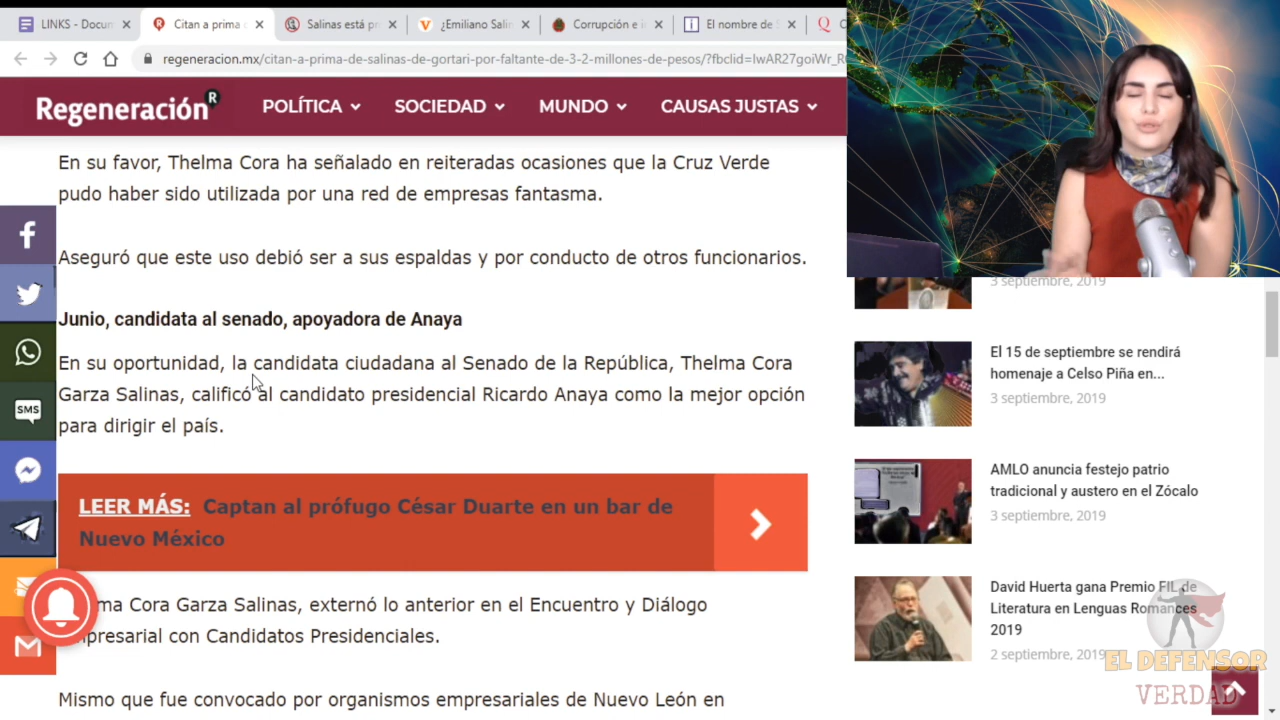 LINKS - Docum
Citan a prima d
Salinas está pr
¿Emiliano Salin
Corrupción e i
El nombre de
regeneracion.mx/citan-a-prima-de-salinas-de-gortari-por-faltante-de-3-2-millones-de-pesos/?fbclid=IwAR27goiWr_R
Regeneración R
POLÍTICA SOCIEDAD MUNDO CAUSAS JUSTAS
En su favor, Thelma Cora ha señalado en reiteradas ocasiones que la Cruz Verde
pudo haber sido utilizada por una red de empresas fantasma.
Aseguró que este uso debió ser a sus espaldas y por conducto de otros funcionarios.
Junio, candidata al senado, apoyadora de Anaya
En su oportunidad, la candidata ciudadana al Senado de la República, Thelma Cora
Garza Salinas, calificó al candidato presidencial Ricardo Anaya como la mejor opción
para dirigir el país.
LEER MÁS: Captan al prófugo César Duarte en un bar de
Nuevo México
ma Cora Garza Salinas, externó lo anterior en el Encuentro y Diálogo
presarial con Candidatos Presidenciales.
Mismo que fue convocado por organismos empresariales de Nuevo León en
SMS
3 septiembre, 2019
El 15 de septiembre se rendirá
homenaje a Celso Piña en...
3 septiembre, 2019
AMLO anuncia festejo patrio
tradicional y austero en el Zócalo
3 septiembre, 2019
David Huerta gana Premio FIL de
Literatura en Lenguas Romances
2019
2 septiembre, 2019
EL DEFENSOR
VERDAD